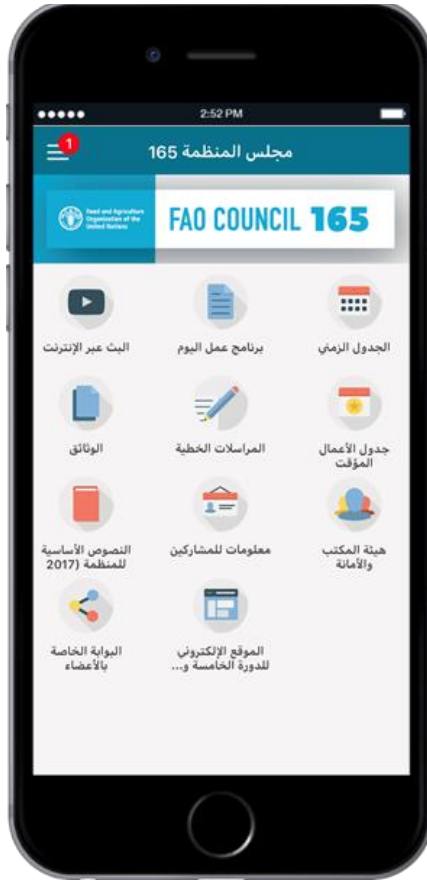 2:52 PM
مجلس المنظمة 165
1
Food and Agriculture
Organization of the
United Nations
FAO COUNCIL 165
الجدول الزمني
برنامج عمل اليوم
البث عبر الإنترنت
جدول الأعمال
المؤقت
المراسلات الخطية
الوثائق
هيئة المكتب
والأمانة
معلومات للمشاركين
النصوص الأساسية
للمنظمة (2017
الموقع الإلكتروني
للدورة الخامسة و...
البوابة الخاصة
بالأعضاء